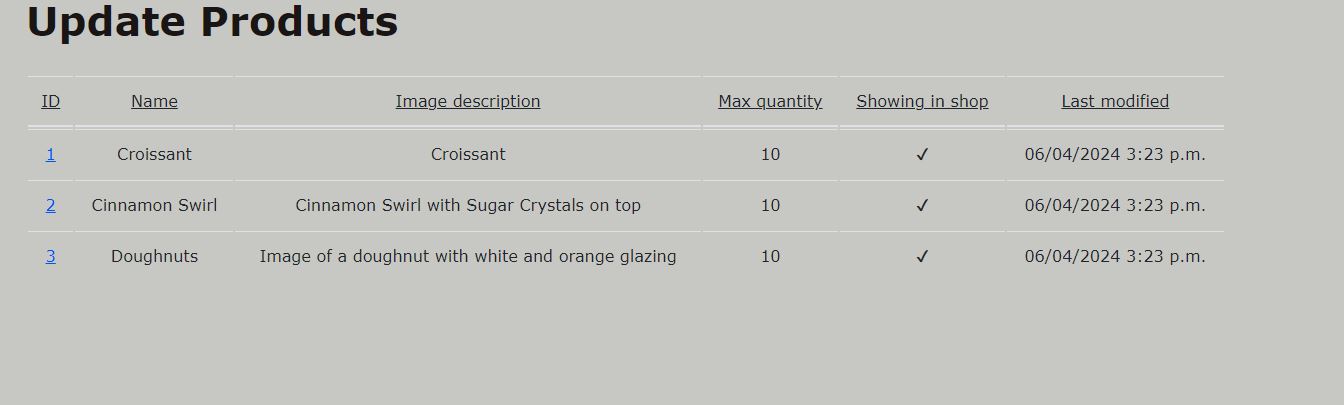 Update Products
ID Name Image description Max quantity Showing in shop Last modified
1 Croissant Croissant 10 ✓ 06/04/2024 3:23 p.m.
2 Cinnamon Swirl Cinnamon Swirl with Sugar Crystals on top 10 ✓ 06/04/2024 3:23 p.m.
3 Doughnuts Image of a doughnut with white and orange glazing 10 ✓ 06/04/2024 3:23 p.m.